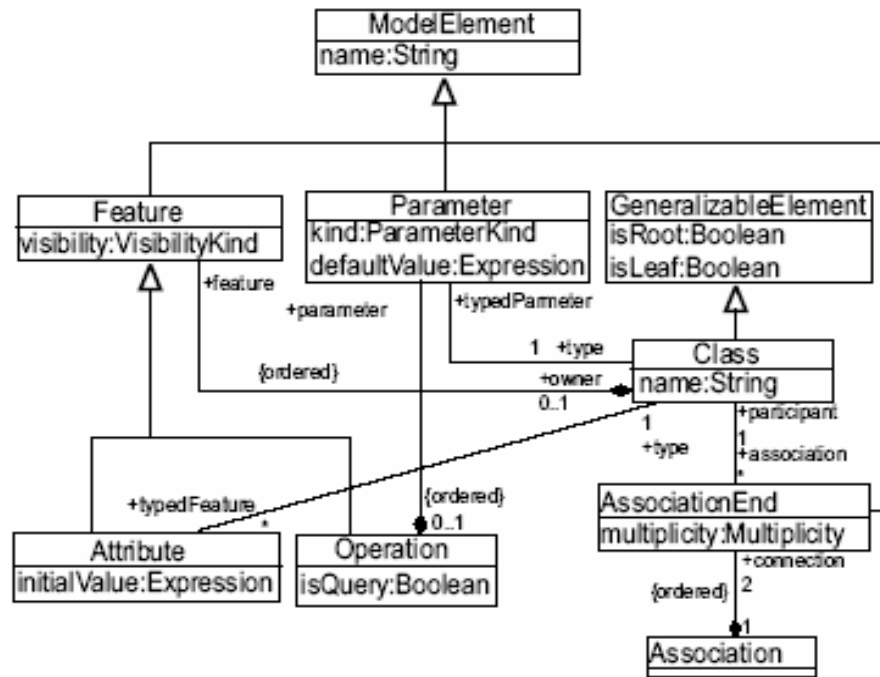 ModelElement
name:String
Feature
visibility:VisibilityKind
Parameter
kind:ParameterKind
defaultValue:Expression
GeneralizableElement
isRoot:Boolean
isLeaf:Boolean
+feature
+parameter
+typedParmeter
1 +type
{ordered}
+owner
0..1
Class
name:String
1
+type
+participant
1
+association
*
+typedFeature
*
{ordered}
0..1
AssociationEnd
multiplicity:Multiplicity
Attribute
initialValue:Expression
Operation
isQuery:Boolean
+connection
2
{ordered}
1
Association